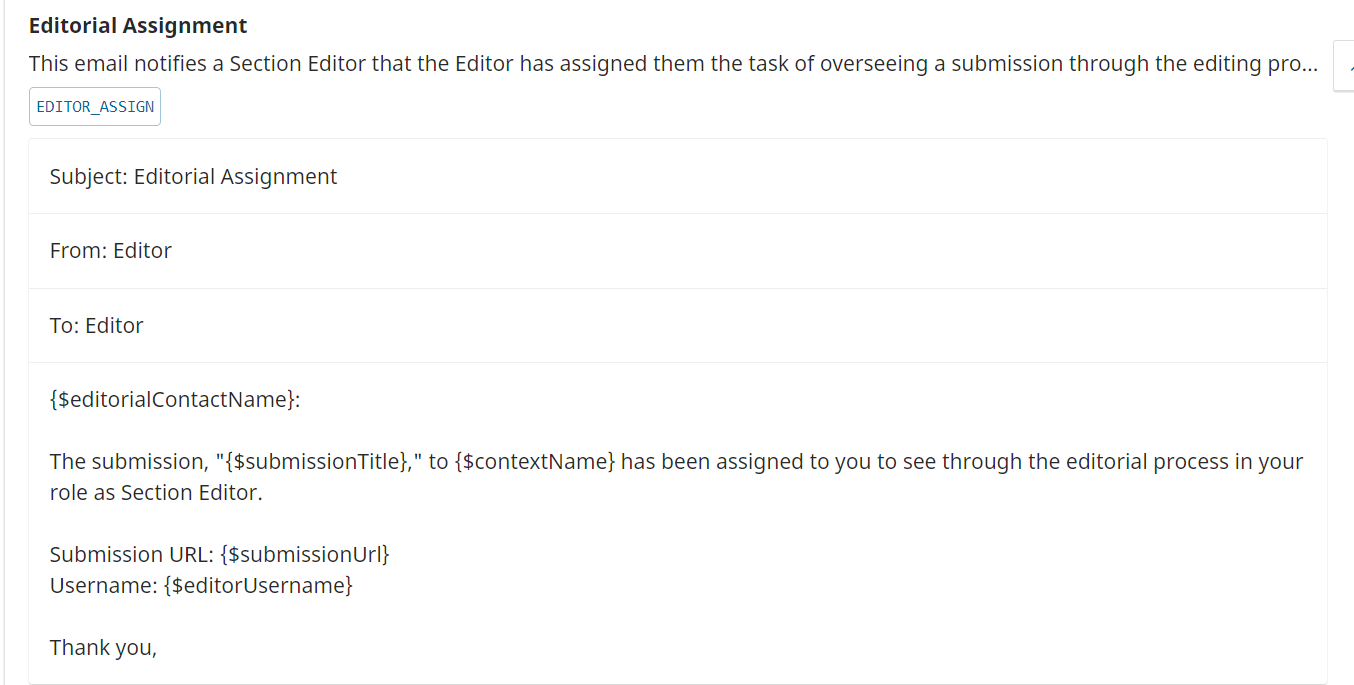 Editorial Assignment
This email notifies a Section Editor that the Editor has assigned them the task of overseeing a submission through the editing pro...
EDITOR_ASSIGN
Subject: Editorial Assignment
From: Editor
To: Editor
{$editorialContactName}:
The submission, "{$submissionTitle}," to {$contextName} has been assigned to you to see through the editorial process in your
role as Section Editor.
Submission URL: {$submissionUrl}
Username: {$editorUsername}
Thank you,